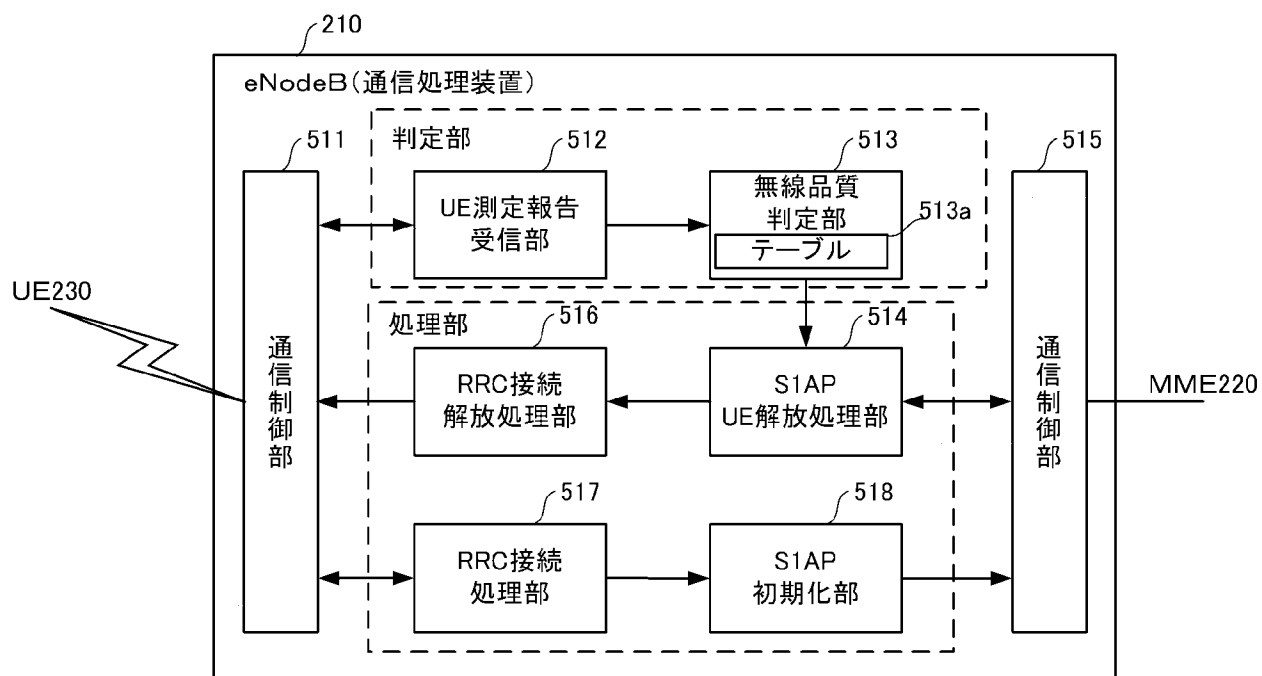 210
eNodeB(通信処理装置)
511
判定部
512
513
515
UE測定報告
受信部
無線品質
判定部
513a
テーブル
UE230
通信制御部
処理部
516
514
RRC接続
解放処理部
S1AP
UE解放処理部
通信制御部
MME220
517
518
RRC接続
処理部
S1AP
初期化部